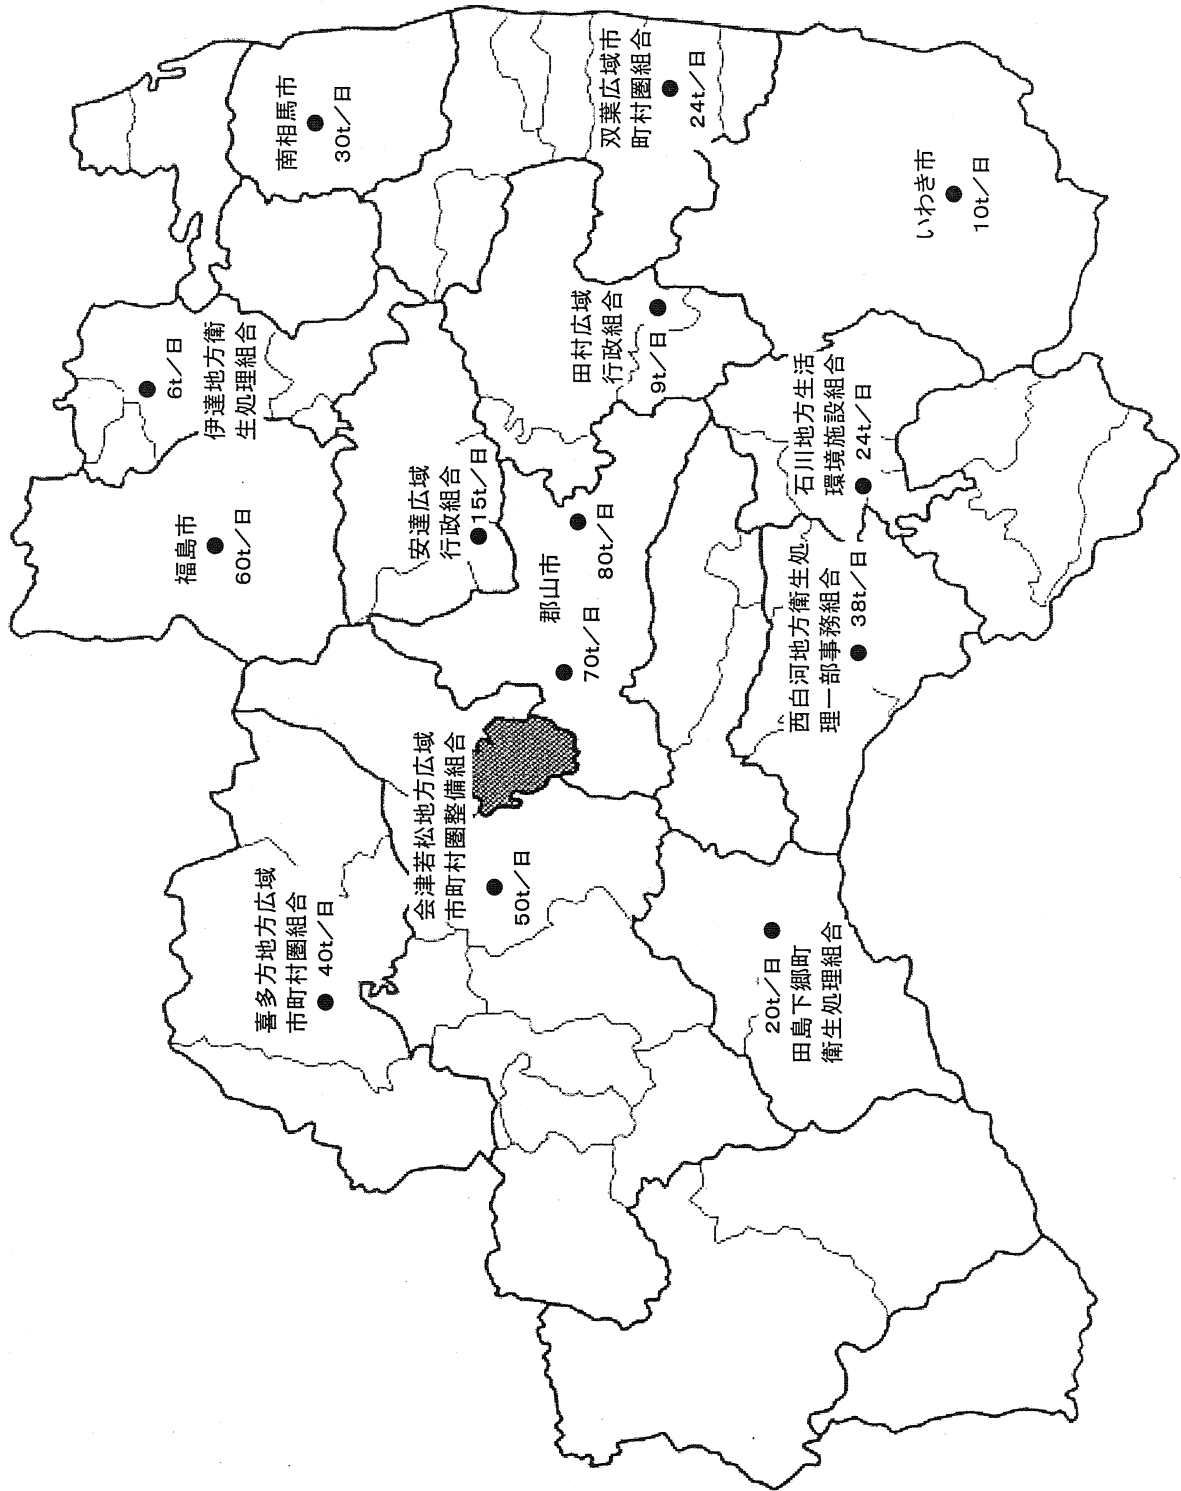 福島市
60t／日
6t／日
伊達地方衛
生処理組合
南相馬市
30t／日
喜多方地方広域
市町村圏組合
40t／日
会津若松地方広域
市町村圏整備組合
50t／日
安達広域
行政組合
15t／日
郡山市
70t／日
80t／日
田村広域
行政組合
9t／日
双葉広域市
町村圏組合
24t／日
20t／日
田島下郷町
衛生処理組合
西白河地方衛生処
理一部事務組合
38t／日
石川地方生活
環境施設組合
24t／日
いわき市
10t／日